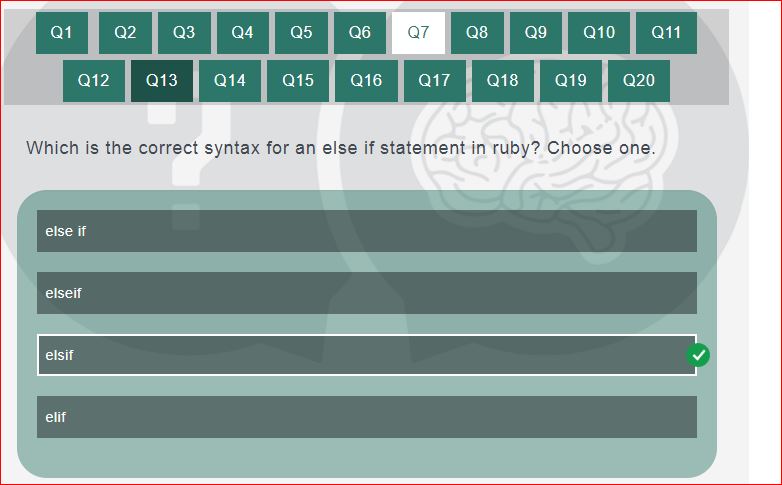 Q1 Q2 Q3 Q4 Q5 Q6 Q7 Q8 Q9 Q10 Q11
Q12 Q13 Q14 Q15 Q16 Q17 Q18 Q19 Q20
Which is the correct syntax for an else if statement in ruby? Choose one.
else if
elseif
elsif
elif